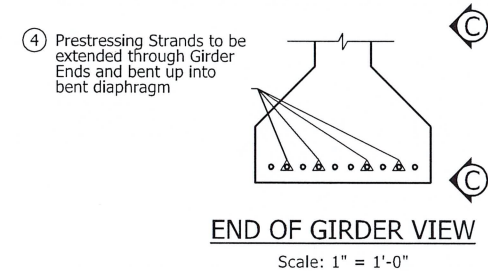 4 Prestressing Strands to be
extended through Girder
Ends and bent up into
bent diaphragm
C
C
END OF GIRDER VIEW
Scale: 1" = 1'-0"